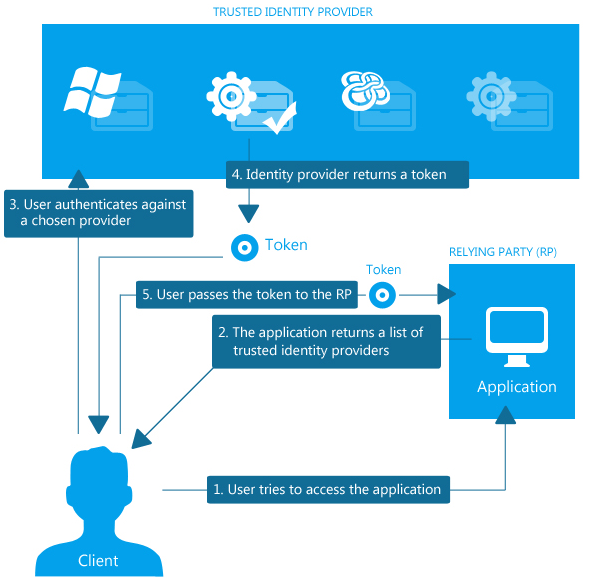 TRUSTED IDENTITY PROVIDER
4. Identity provider returns a token
3. User authenticates against
a chosen provider
Token
RELYING PARTY (RP)
Token
5. User passes the token to the RP
2. The application returns a list of
trusted identity providers
Application
1. User tries to access the application
Client